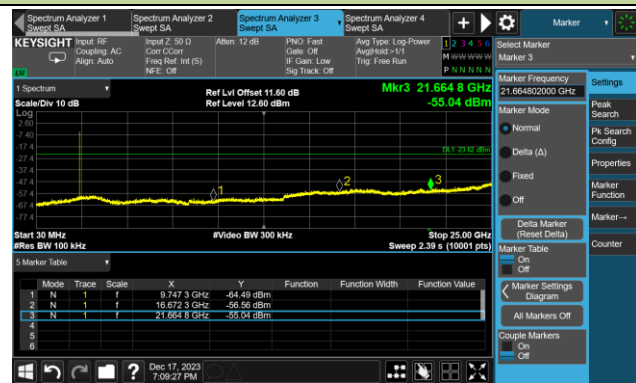 Spectrum Analyzer 1
Swept SA
Spectrum Analyzer 2
Swept SA
Spectrum Analyzer 3
Swept SA
Spectrum Analyzer 4
Swept SA
Marker
KEYSIGHT
Input: RF
Coupling: AC
Align: Auto
Input Z: 50 Ω
Corr CCorr
Freq Ref: Int (S)
NFE: Off
Atten: 12 dB
PNO: Fast
Gate: Off
IF Gain: Low
Sig Track: Off
Avg Type: Log-Power
Avg|Hold:>1/1
Trig: Free Run
1 2 3 4 5 6
M W W W W W
P N N N N N
LVI
1 Spectrum
Scale/Div 10 dB
Log
Ref Lvl Offset 11.60 dB
Ref Level 12.60 dBm
Mkr3 21.664 8 GHz
-55.04 dBm
2.60
-7.40
-17.4
-27.4
-37.4
-47.4
-57.4
-67.4
-77.4
DL1 -23.62 dBm
1
2
3
Start 30 MHz
#Res BW 100 kHz
#Video BW 300 kHz
Stop 25.00 GHz
Sweep 2.39 s (10001 pts)
5 Marker Table
Mode Trace Scale X Y Function Function Width Function Value
1 N 1 f 9.747 3 GHz -64.49 dBm
2 N 1 f 16.672 3 GHz -56.56 dBm
3 N 1 f 21.664 8 GHz -55.04 dBm
4
5
6
Select Marker
Marker 3
Marker Frequency
21.664802000 GHz
Marker Mode
Normal
Delta (Δ)
Fixed
Off
Delta Marker
(Reset Delta)
Marker Table
On
Off
Marker Settings
Diagram
All Markers Off
Couple Markers
On
Off
Settings
Peak
Search
Pk Search
Config
Properties
Marker
Function
Marker→
Counter
?
Dec 17, 2023
7:09:27 PM